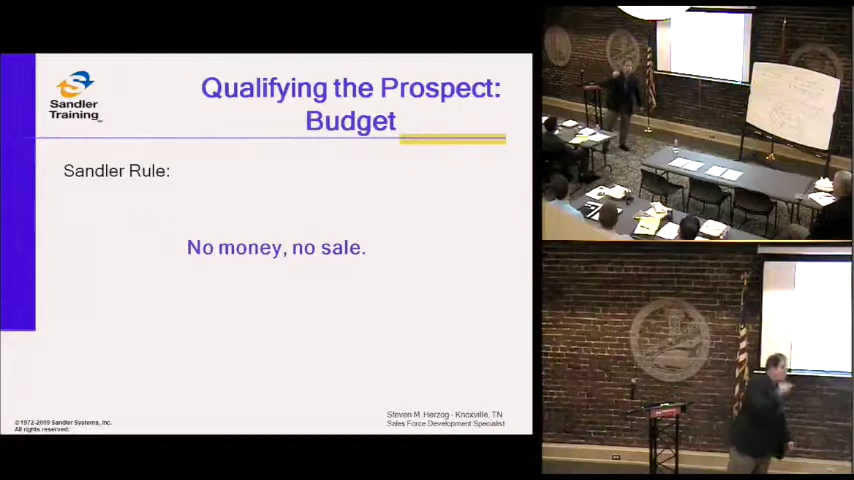 Sandler
Training
Qualifying the Prospect:
Budget
Sandler Rule:
No money, no sale.
©1972-2009 Sandler Systems, Inc.
All rights reserved.
Steven M. Herzog - Knoxville, TN
Sales Force Development Specialist